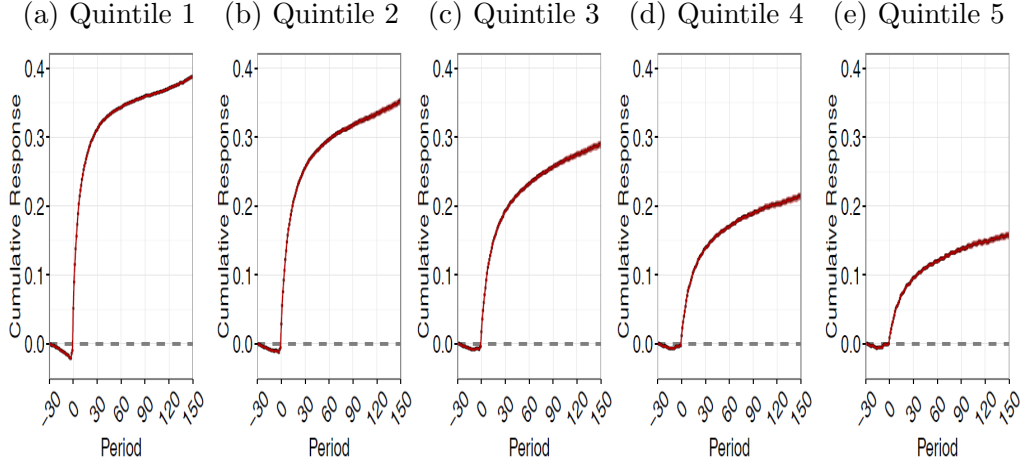 (a) Quintile 1
(b) Quintile 2
(c) Quintile 3
(d) Quintile 4
(e) Quintile 5
Cumulative Response
0.4
0.3
0.2
0.1
0.0
−30 0 30 60 90 120 150
Period
Cumulative Response
0.4
0.3
0.2
0.1
0.0
−30 0 30 60 90 120 150
Period
Cumulative Response
0.4
0.3
0.2
0.1
0.0
−30 0 30 60 90 120 150
Period
Cumulative Response
0.4
0.3
0.2
0.1
0.0
−30 0 30 60 90 120 150
Period
Cumulative Response
0.4
0.3
0.2
0.1
0.0
−30 0 30 60 90 120 150
Period